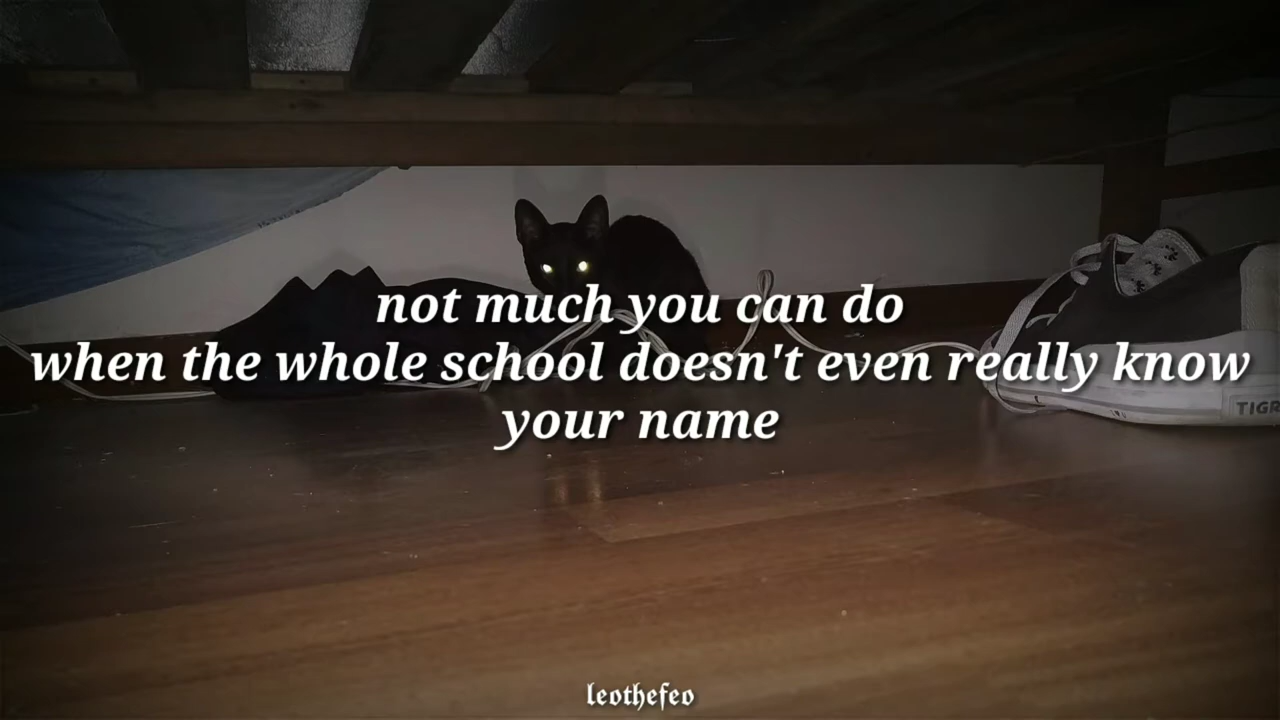 not much you can do
when the whole school doesn't even really know
your name
TIGR
leothefeo